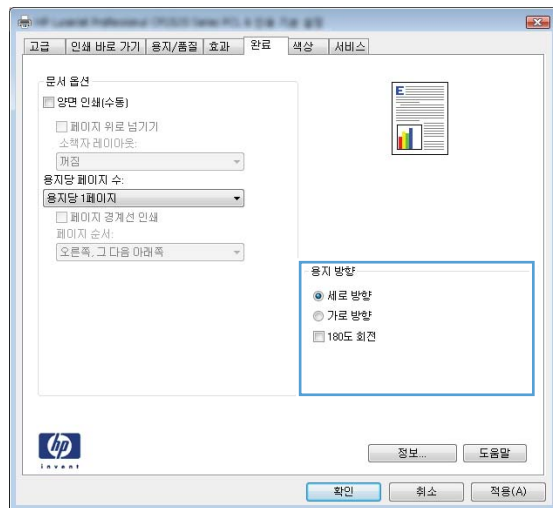 고급 인쇄 바로 가기 용지/품질 효과 완료 색상 서비스
문서 옵션
양면 인쇄(수동)
페이지 위로 넘기기
소책자 레이아웃:
꺼짐
용지당 페이지 수:
용지당 1페이지
페이지 경계선 인쇄
페이지 순서:
오른쪽, 그 다음 아래쪽
E
용지 방향
세로 방향
가로 방향
180도 회전
hp
invent
정보... 도움말
확인 취소 적용(A)